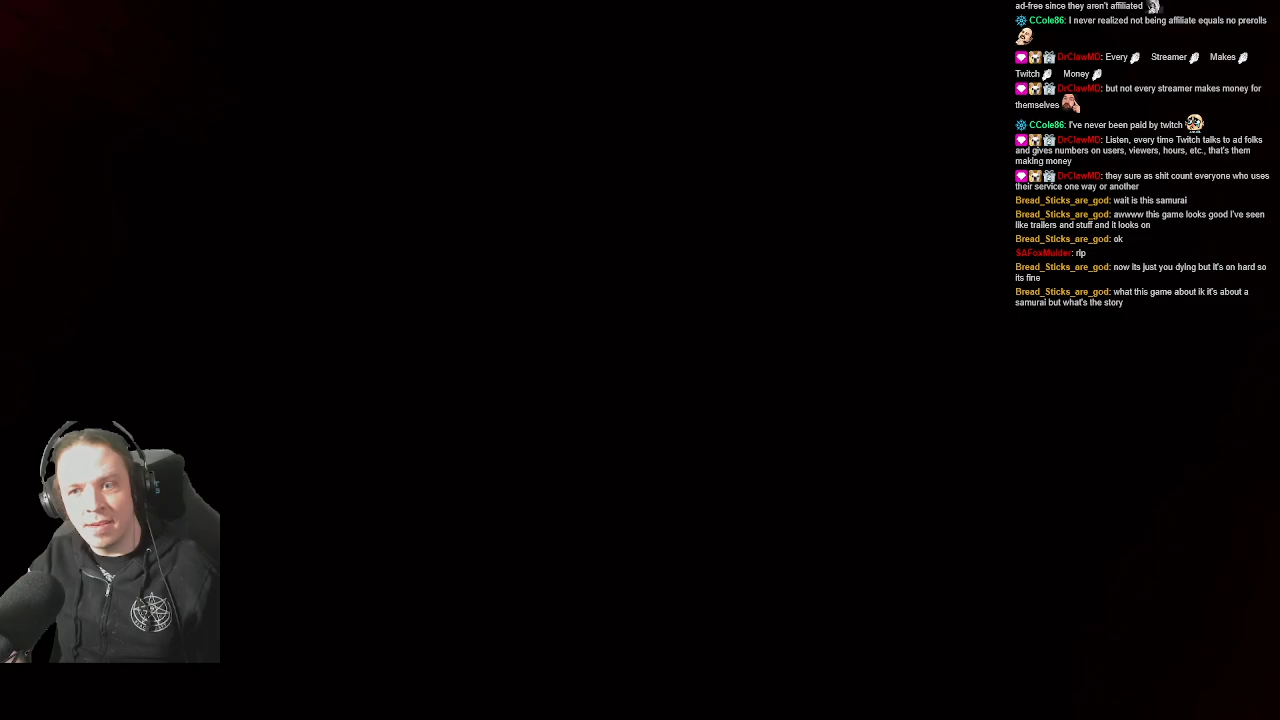 ad-free since they aren't affiliated
CCole86: I never realized not being affiliate equals no prerolls
DrClawMD: Every Streamer Makes
Twitch Money
DrClawMD: but not every streamer makes money for
themselves
CCole86: I've never been paid by twitch
DrClawMD: Listen, every time Twitch talks to ad folks
and gives numbers on users, viewers, hours, etc., that's them
making money
DrClawMD: they sure as shit count everyone who uses
their service one way or another
Bread_Sticks_are_god: wait is this samurai
Bread_Sticks_are_god: awwww this game looks good I've seen
like trailers and stuff and it looks on
Bread_Sticks_are_god: ok
SAFoxMulder: rip
Bread_Sticks_are_god: now its just you dying but it's on hard so
its fine
Bread_Sticks_are_god: what this game about ik it's about a
samurai but what's the story